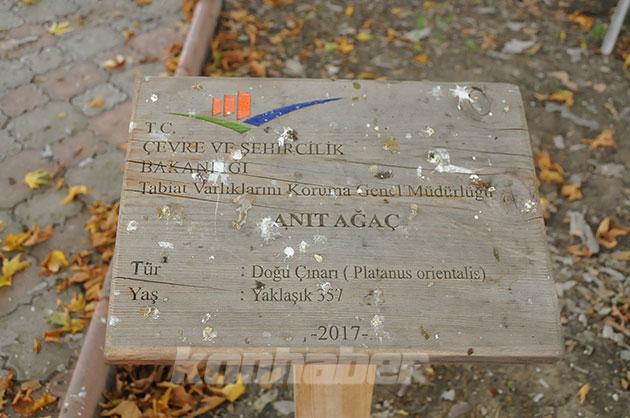 T.C.
ÇEVRE VE ŞEHİRCİLİK
BAKANLIĞI
Tabiat Varlıklarını Koruma Genel Müdürlüğü
ANIT AĞAÇ
Tür : Doğu Çınarı ( Platanus orientalis)
Yaş : Yaklaşık 357
-2017-
konhaber